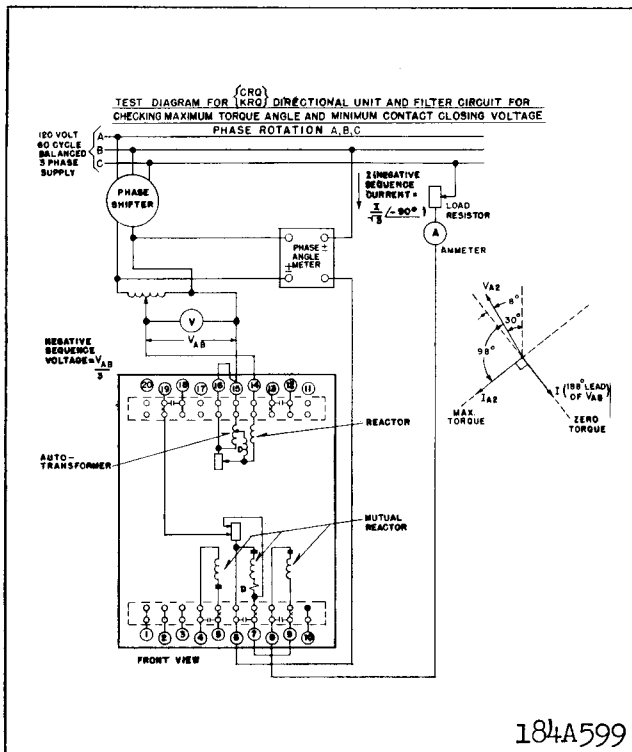 TEST DIAGRAM FOR {CRQ KRQ} DIRECTIONAL UNIT AND FILTER CIRCUIT FOR
CHECKING MAXIMUM TORQUE ANGLE AND MINIMUM CONTACT CLOSING VOLTAGE
PHASE ROTATION A,B,C
120 VOLT
60 CYCLE
BALANCED
3 PHASE
SUPPLY
A
B
C
PHASE
SHIFTER
I (NEGATIVE
SEQUENCE
CURRENT =
I/√3 (-90°)
LOAD
RESISTOR
A
AMMETER
PHASE ±
ANGLE
METER
±
V
VAB
NEGATIVE
SEQUENCE
VOLTAGE = VAB/3
VA2
8°
30°
98°
IA2
MAX.
TORQUE
I (188° LEAD
OF VAB)
ZERO
TORQUE
20 19 18 17 16 15 14 13 12 11
REACTOR
AUTO-
TRANSFORMER
D
MUTUAL
REACTOR
D
1 2 3 4 5 6 7 8 9 10
FRONT VIEW
184A599